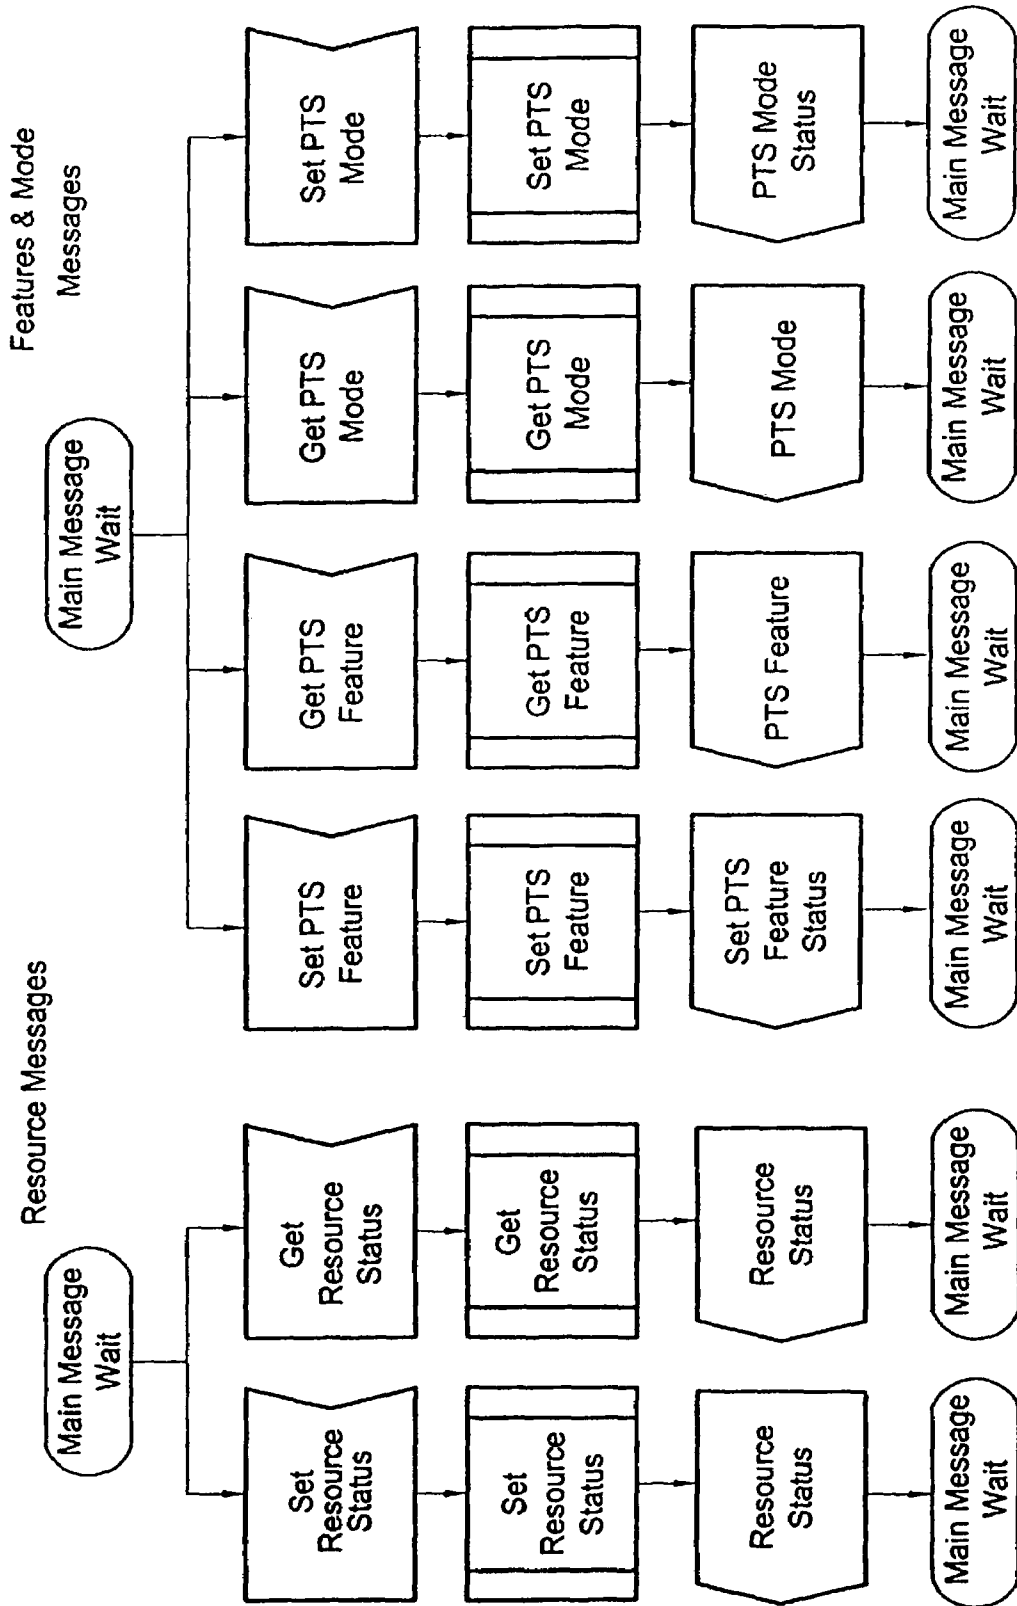 Resource Messages
Main Message
Wait
Set
Resource
Status
Get
Resource
Status
Set
Resource
Status
Get
Resource
Status
Resource
Status
Resource
Status
Main Message
Wait
Main Message
Wait
Features & Mode
Messages
Main Message
Wait
Set PTS
Feature
Get PTS
Feature
Get PTS
Mode
Set PTS
Mode
Set PTS
Feature
Get PTS
Feature
Get PTS
Mode
Set PTS
Mode
Set PTS
Feature
Status
PTS Feature
PTS Mode
PTS Mode
Status
Main Message
Wait
Main Message
Wait
Main Message
Wait
Main Message
Wait